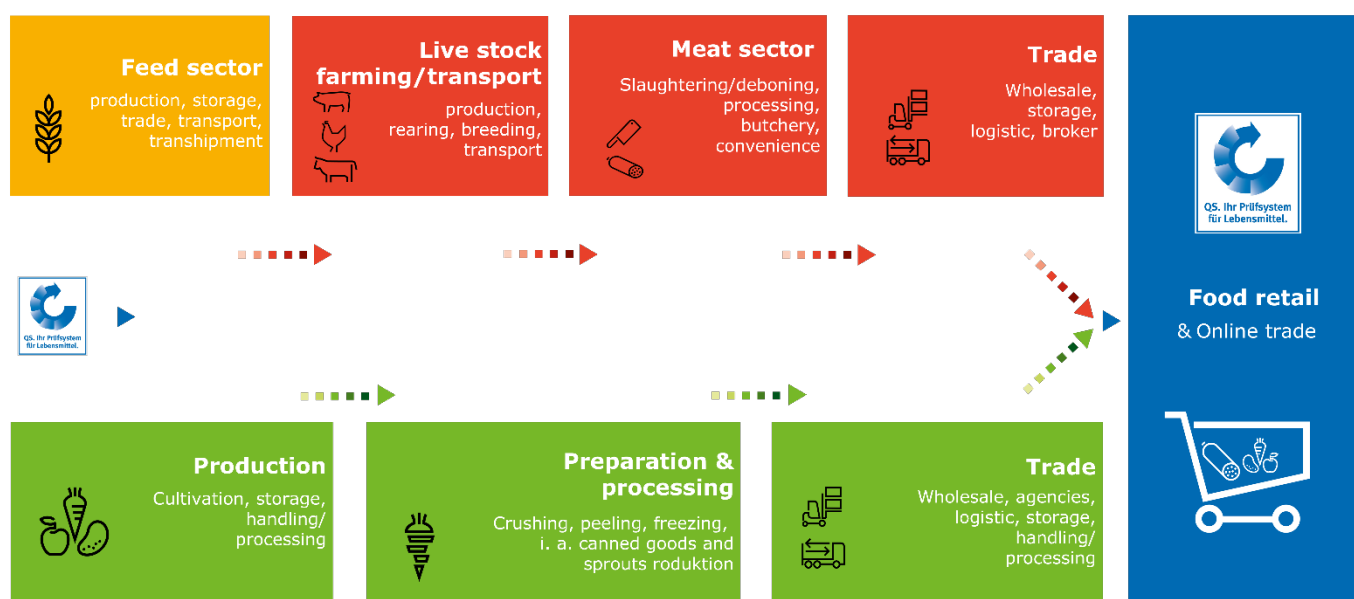 Feed sector
production, storage,
trade, transport,
transhipment
Live stock
farming/transport
production,
rearing, breeding,
transport
Meat sector
Slaughtering/deboning,
processing,
butchery,
convenience
Trade
Wholesale,
storage,
logistic, broker
QS. Ihr Prüfsystem
für Lebensmittel.
Food retail
& Online trade
QS. Ihr Prüfsystem
für Lebensmittel.
Production
Cultivation, storage,
handling/
processing
Preparation &
processing
Crushing, peeling, freezing,
i. a. canned goods and
sprouts roduktion
Trade
Wholesale, agencies,
logistic, storage,
handling/
processing